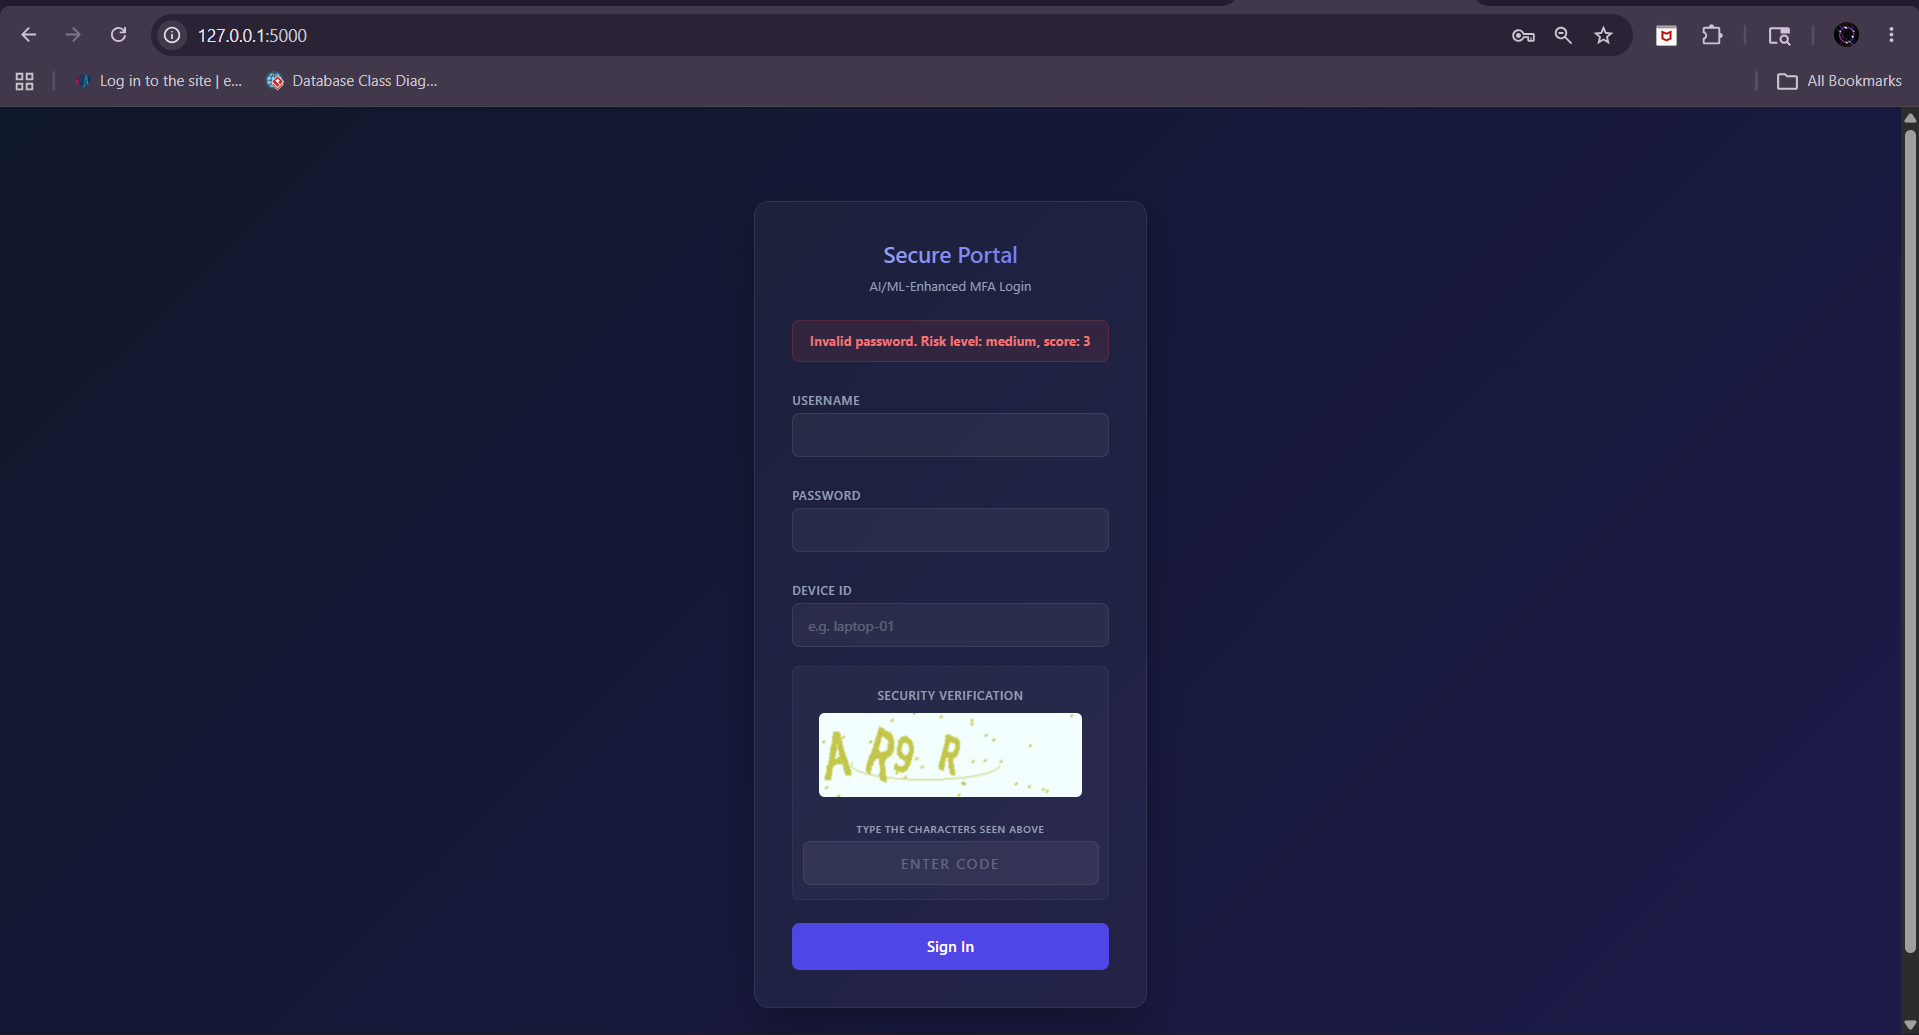 127.0.0.1:5000
Log in to the site | e...
Database Class Diag...
All Bookmarks
Secure Portal
AI/ML-Enhanced MFA Login
Invalid password. Risk level: medium, score: 3
USERNAME
PASSWORD
DEVICE ID
e.g. laptop-01
SECURITY VERIFICATION
A R9 R
TYPE THE CHARACTERS SEEN ABOVE
ENTER CODE
Sign In